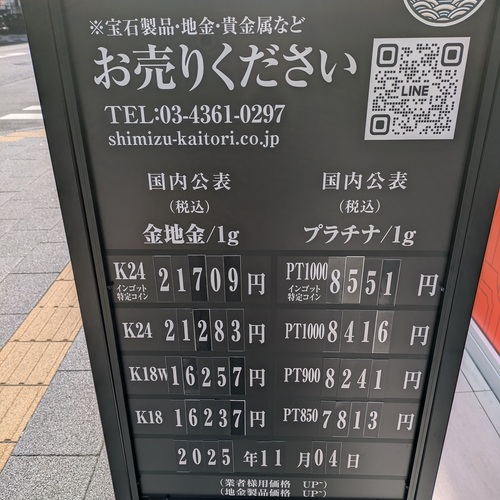 ※宝石製品・地金・貴金属など
お売りください
LINE
TEL:03-4361-0297
shimizu-kaitori.co.jp
国内公表 国内公表
(税込) (税込)
金地金/1g プラチナ/1g
K24 インゴット 特定コイン 21709円 PT1000 インゴット 特定コイン 8551円
K24 21283円 PT1000 8416円
K18W 16257円 PT900 8241円
K18 16237円 PT850 7813円
2025年11月04日
(業者様用価格 UP↗)
(地金製品価格 UP↗)